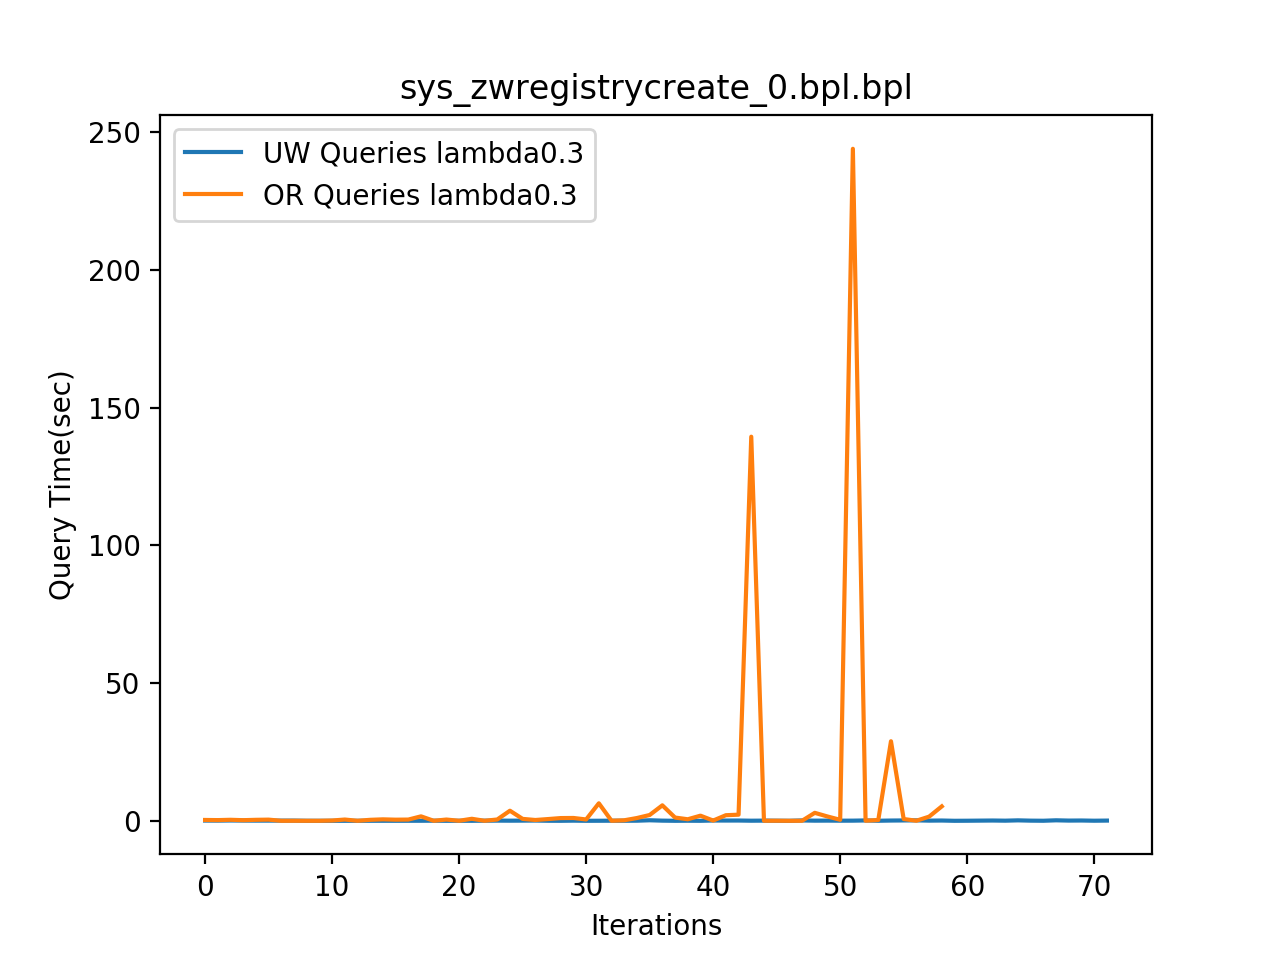 sys_zwregistrycreate_0.bpl.bpl
UW Queries lambda0.3
OR Queries lambda0.3
250
200
150
100
50
0
Query Time(sec)
0 10 20 30 40 50 60 70
Iterations